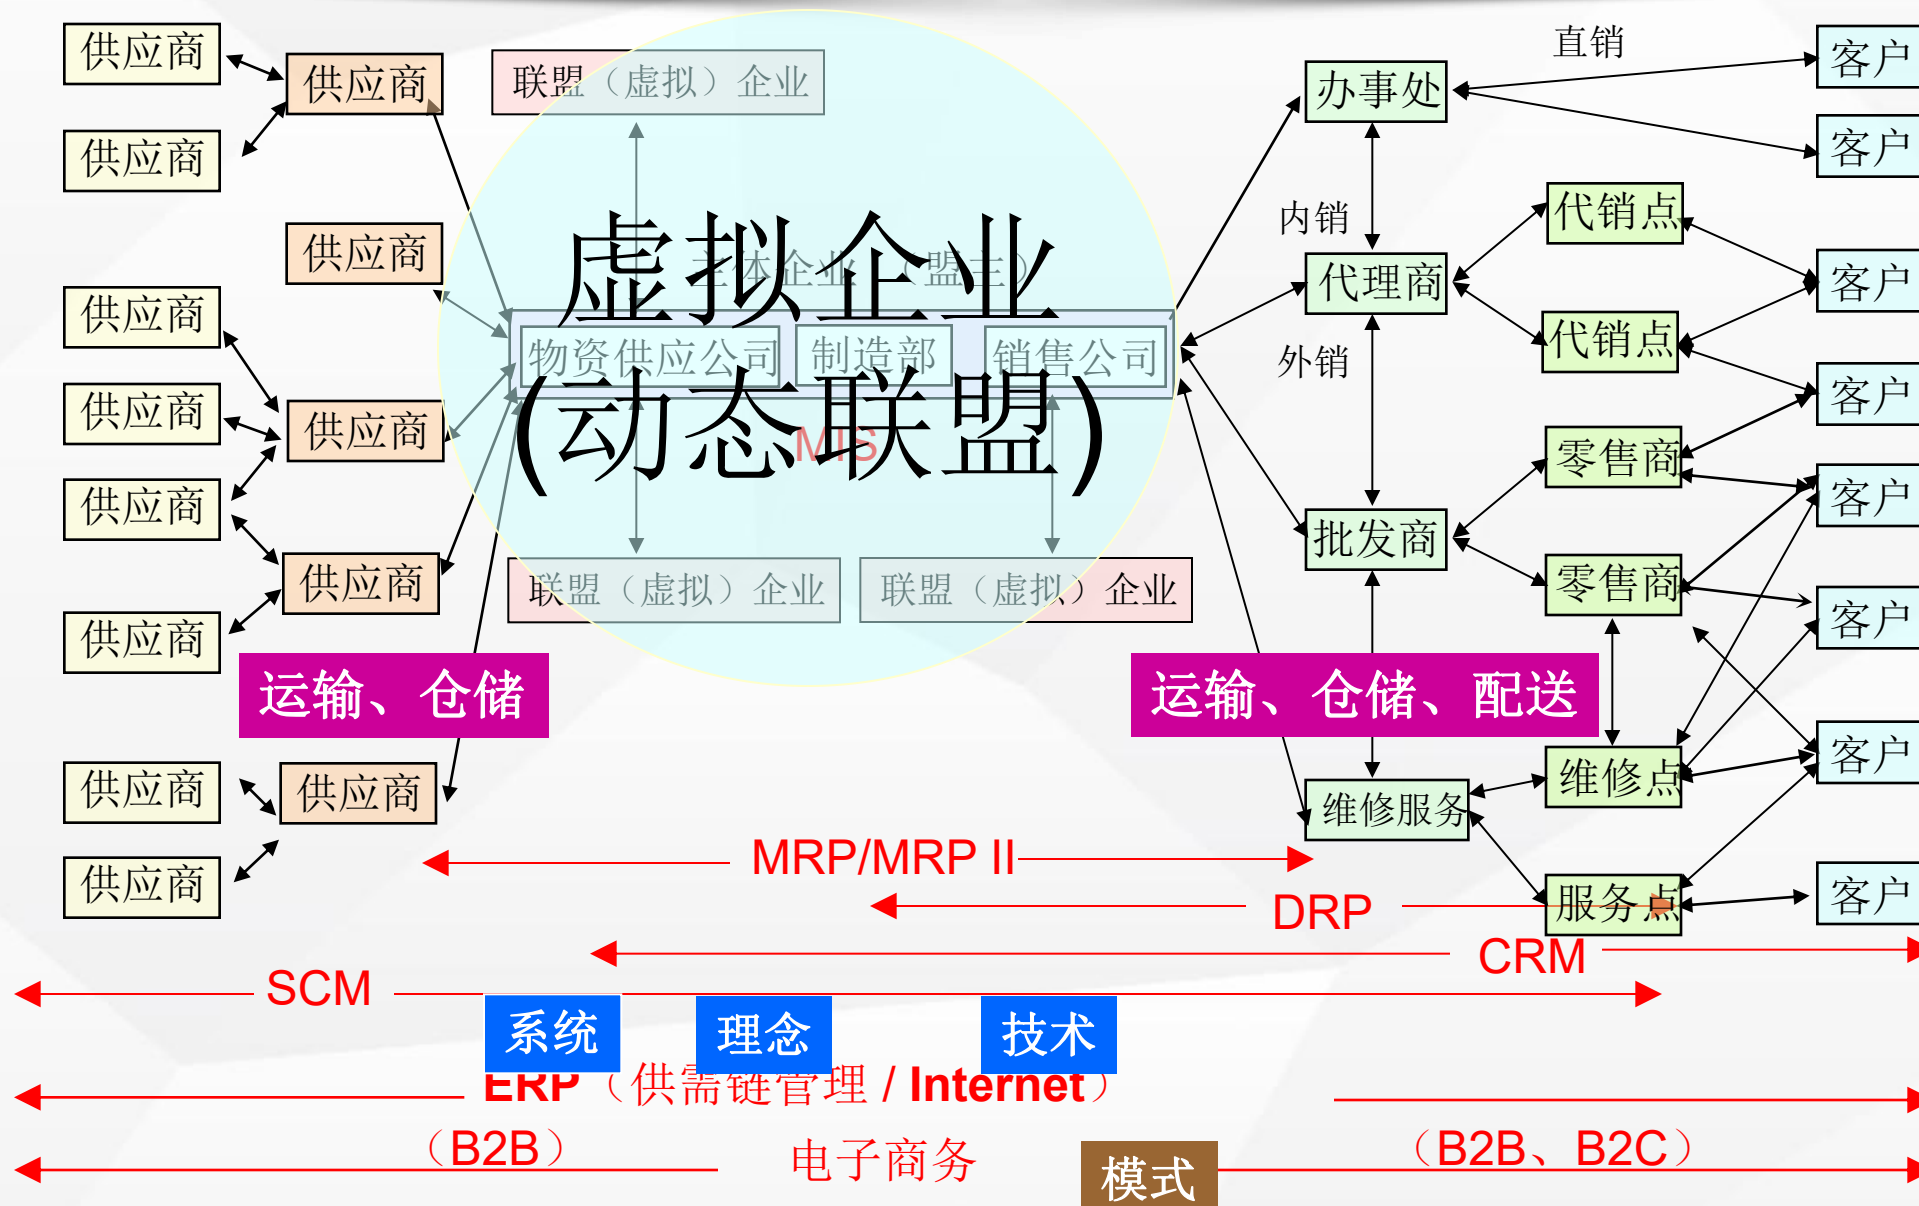 供应商
供应商
供应商
供应商
供应商
供应商
供应商
供应商
供应商
供应商
供应商
供应商
供应商
运输、仓储
联盟（虚拟）企业
主体企业 （盟主）
虚拟企业
物资供应公司
制造部
销售公司
(动态联盟)
MIS
联盟（虚拟）企业
联盟（虚拟）企业
直销
办事处
内销
代理商
外销
批发商
运输、仓储、配送
维修服务
代销点
代销点
零售商
零售商
维修点
服务点
客户
客户
客户
客户
客户
客户
客户
客户
MRP/MRP II
DRP
CRM
SCM
系统
理念
技术
ERP（供需链管理 / Internet）
（B2B）
电子商务
模式
（B2B、B2C）